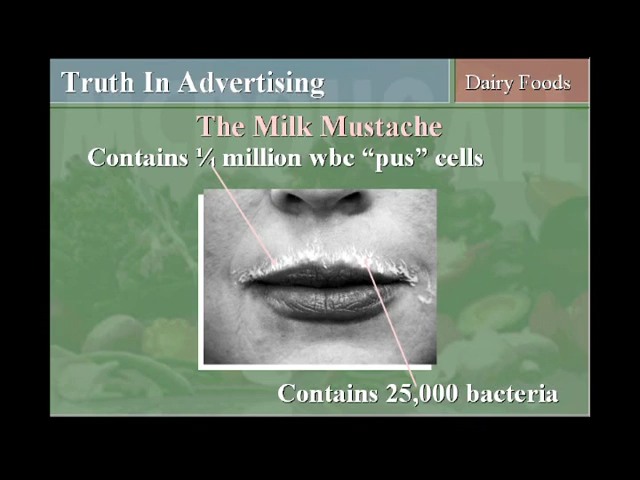 Truth In Advertising
Dairy Foods
The Milk Mustache
Contains ¼ million wbc “pus” cells
Contains 25,000 bacteria